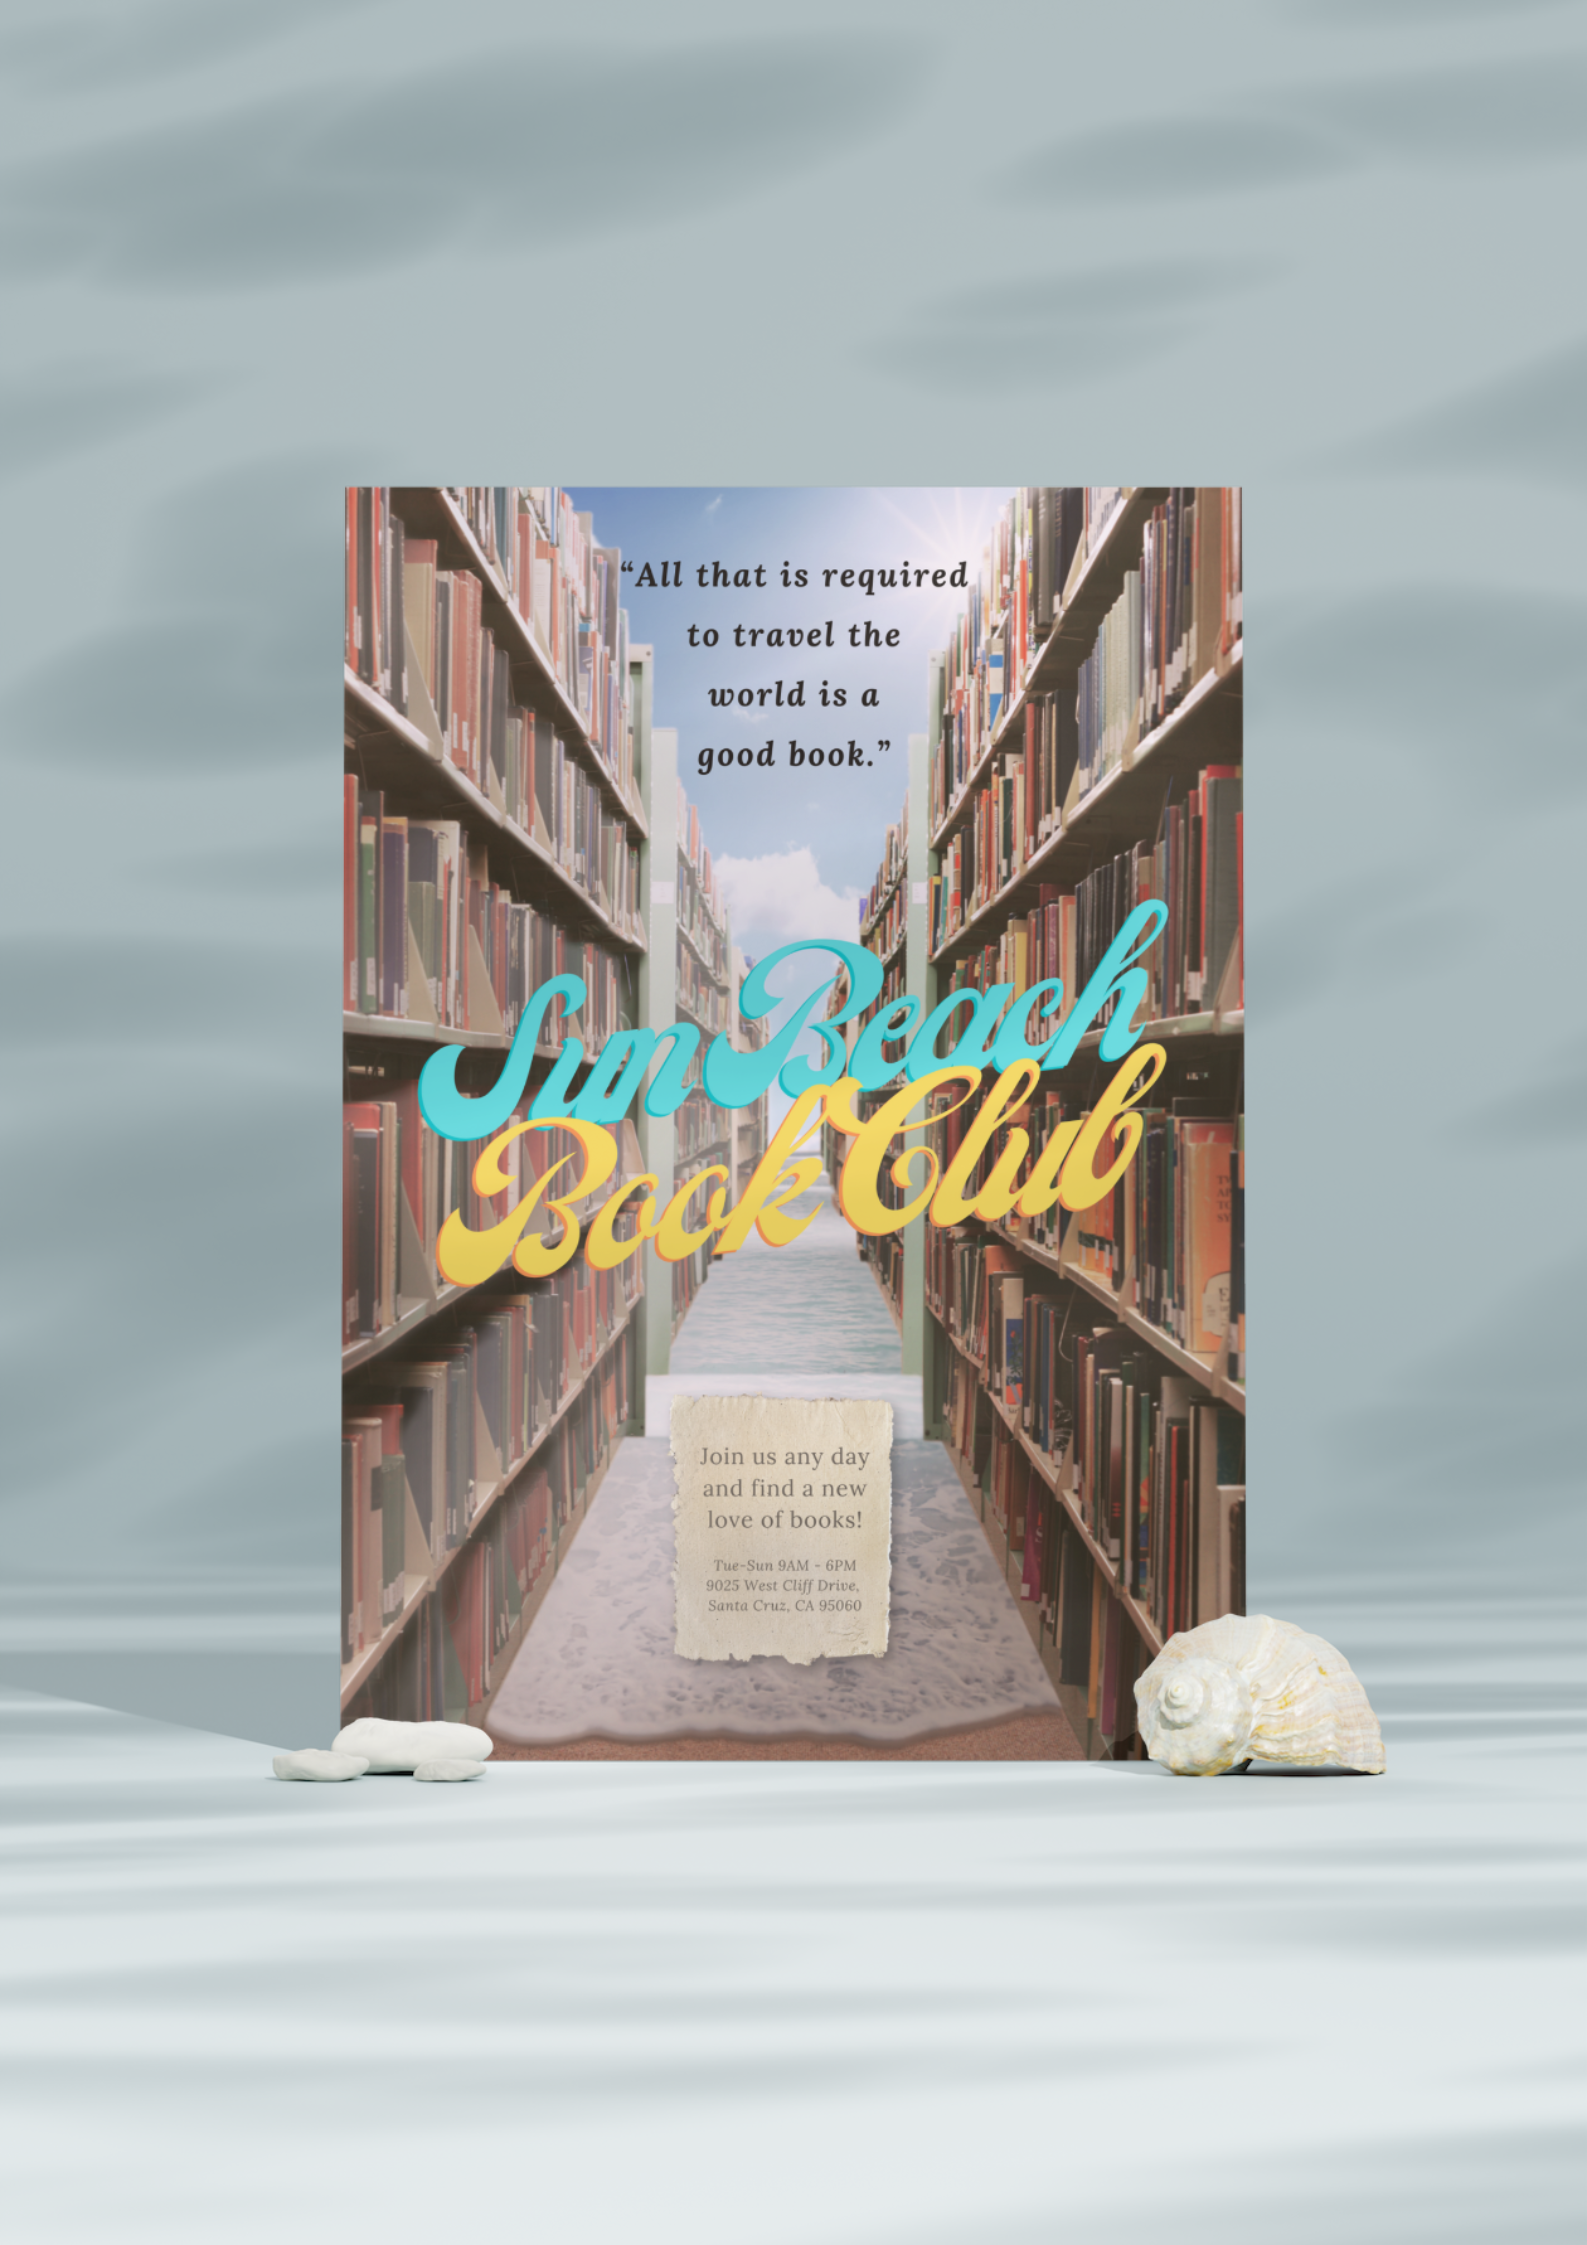 “All that is required
to travel the
world is a
good book.”
Sun Beach
Book Club
Join us any day
and find a new
love of books!
Tue-Sun 9AM - 6PM
9025 West Cliff Drive,
Santa Cruz, CA 95060